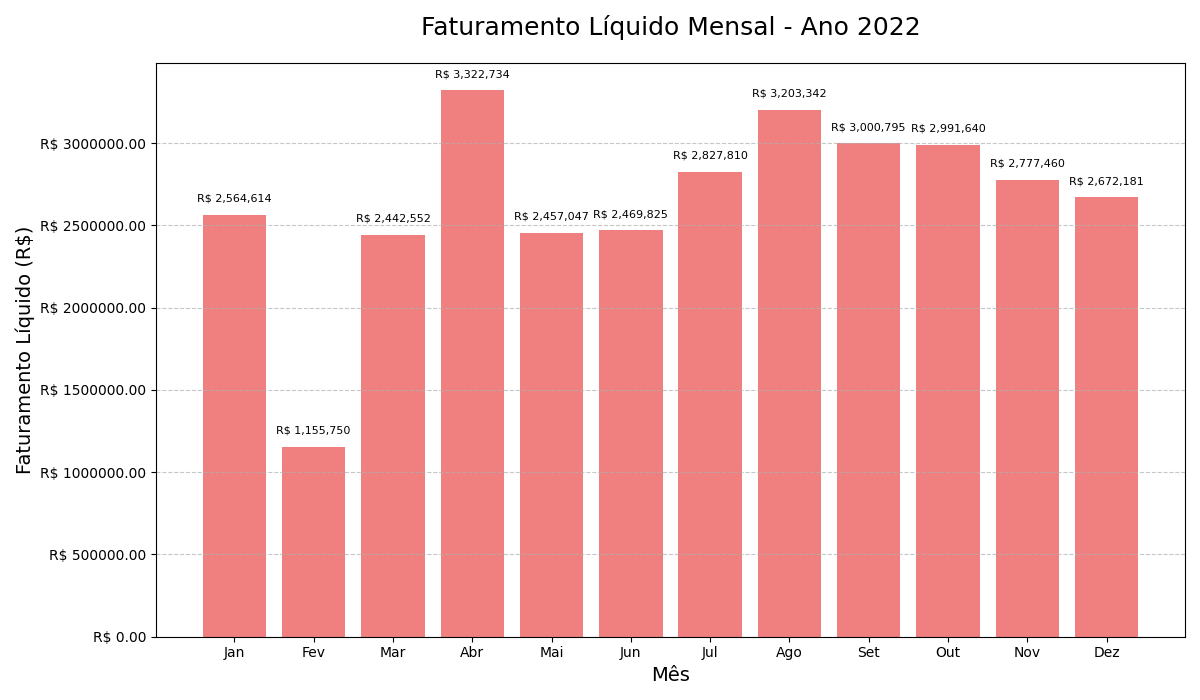 Faturamento Líquido Mensal - Ano 2022
Faturamento Líquido (R$)
R$ 3000000.00
R$ 2500000.00
R$ 2000000.00
R$ 1500000.00
R$ 1000000.00
R$ 500000.00
R$ 0.00
R$ 2,564,614
R$ 1,155,750
R$ 2,442,552
R$ 3,322,734
R$ 2,457,047
R$ 2,469,825
R$ 2,827,810
R$ 3,203,342
R$ 3,000,795
R$ 2,991,640
R$ 2,777,460
R$ 2,672,181
Jan Fev Mar Abr Mai Jun Jul Ago Set Out Nov Dez
Mês